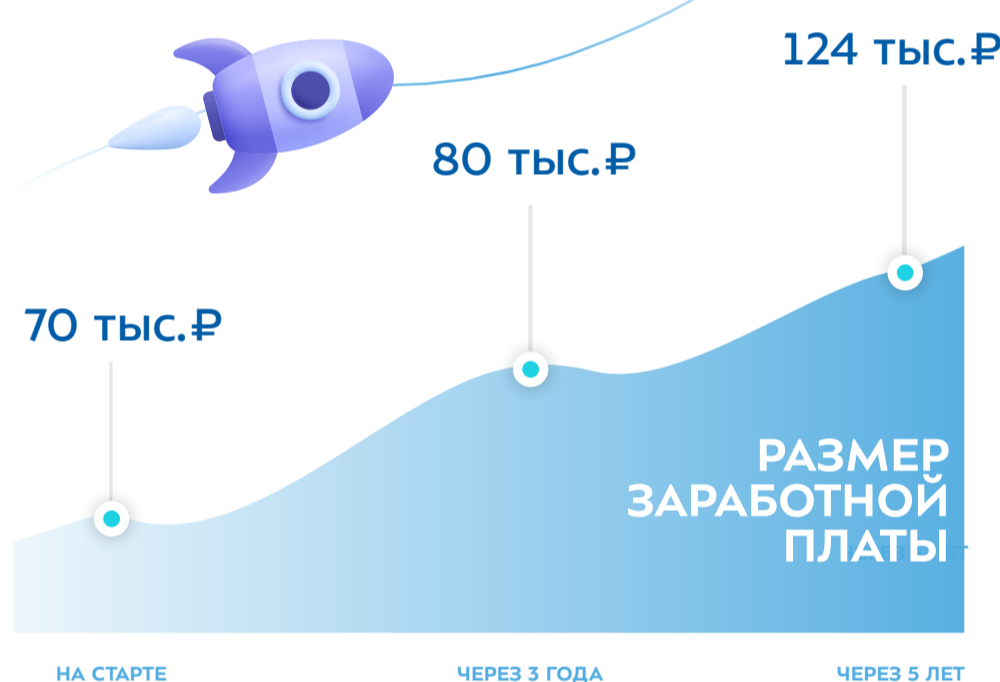 124 тыс.₽
80 тыс.₽
70 тыс.₽
РАЗМЕР
ЗАРАБОТНОЙ
ПЛАТЫ
НА СТАРТЕ
ЧЕРЕЗ 3 ГОДА
ЧЕРЕЗ 5 ЛЕТ